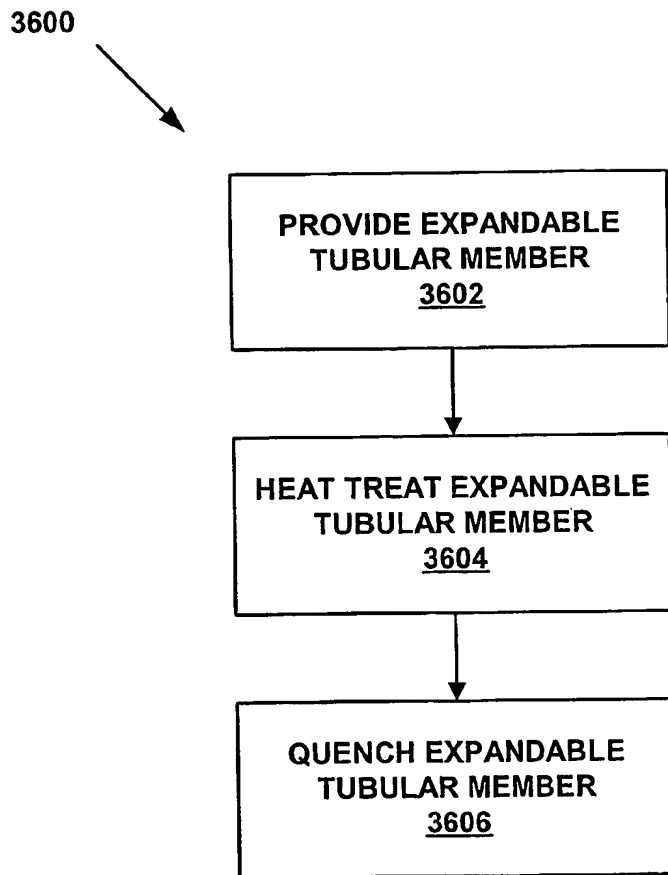 3600
PROVIDE EXPANDABLE
TUBULAR MEMBER
3602
HEAT TREAT EXPANDABLE
TUBULAR MEMBER
3604
QUENCH EXPANDABLE
TUBULAR MEMBER
3606